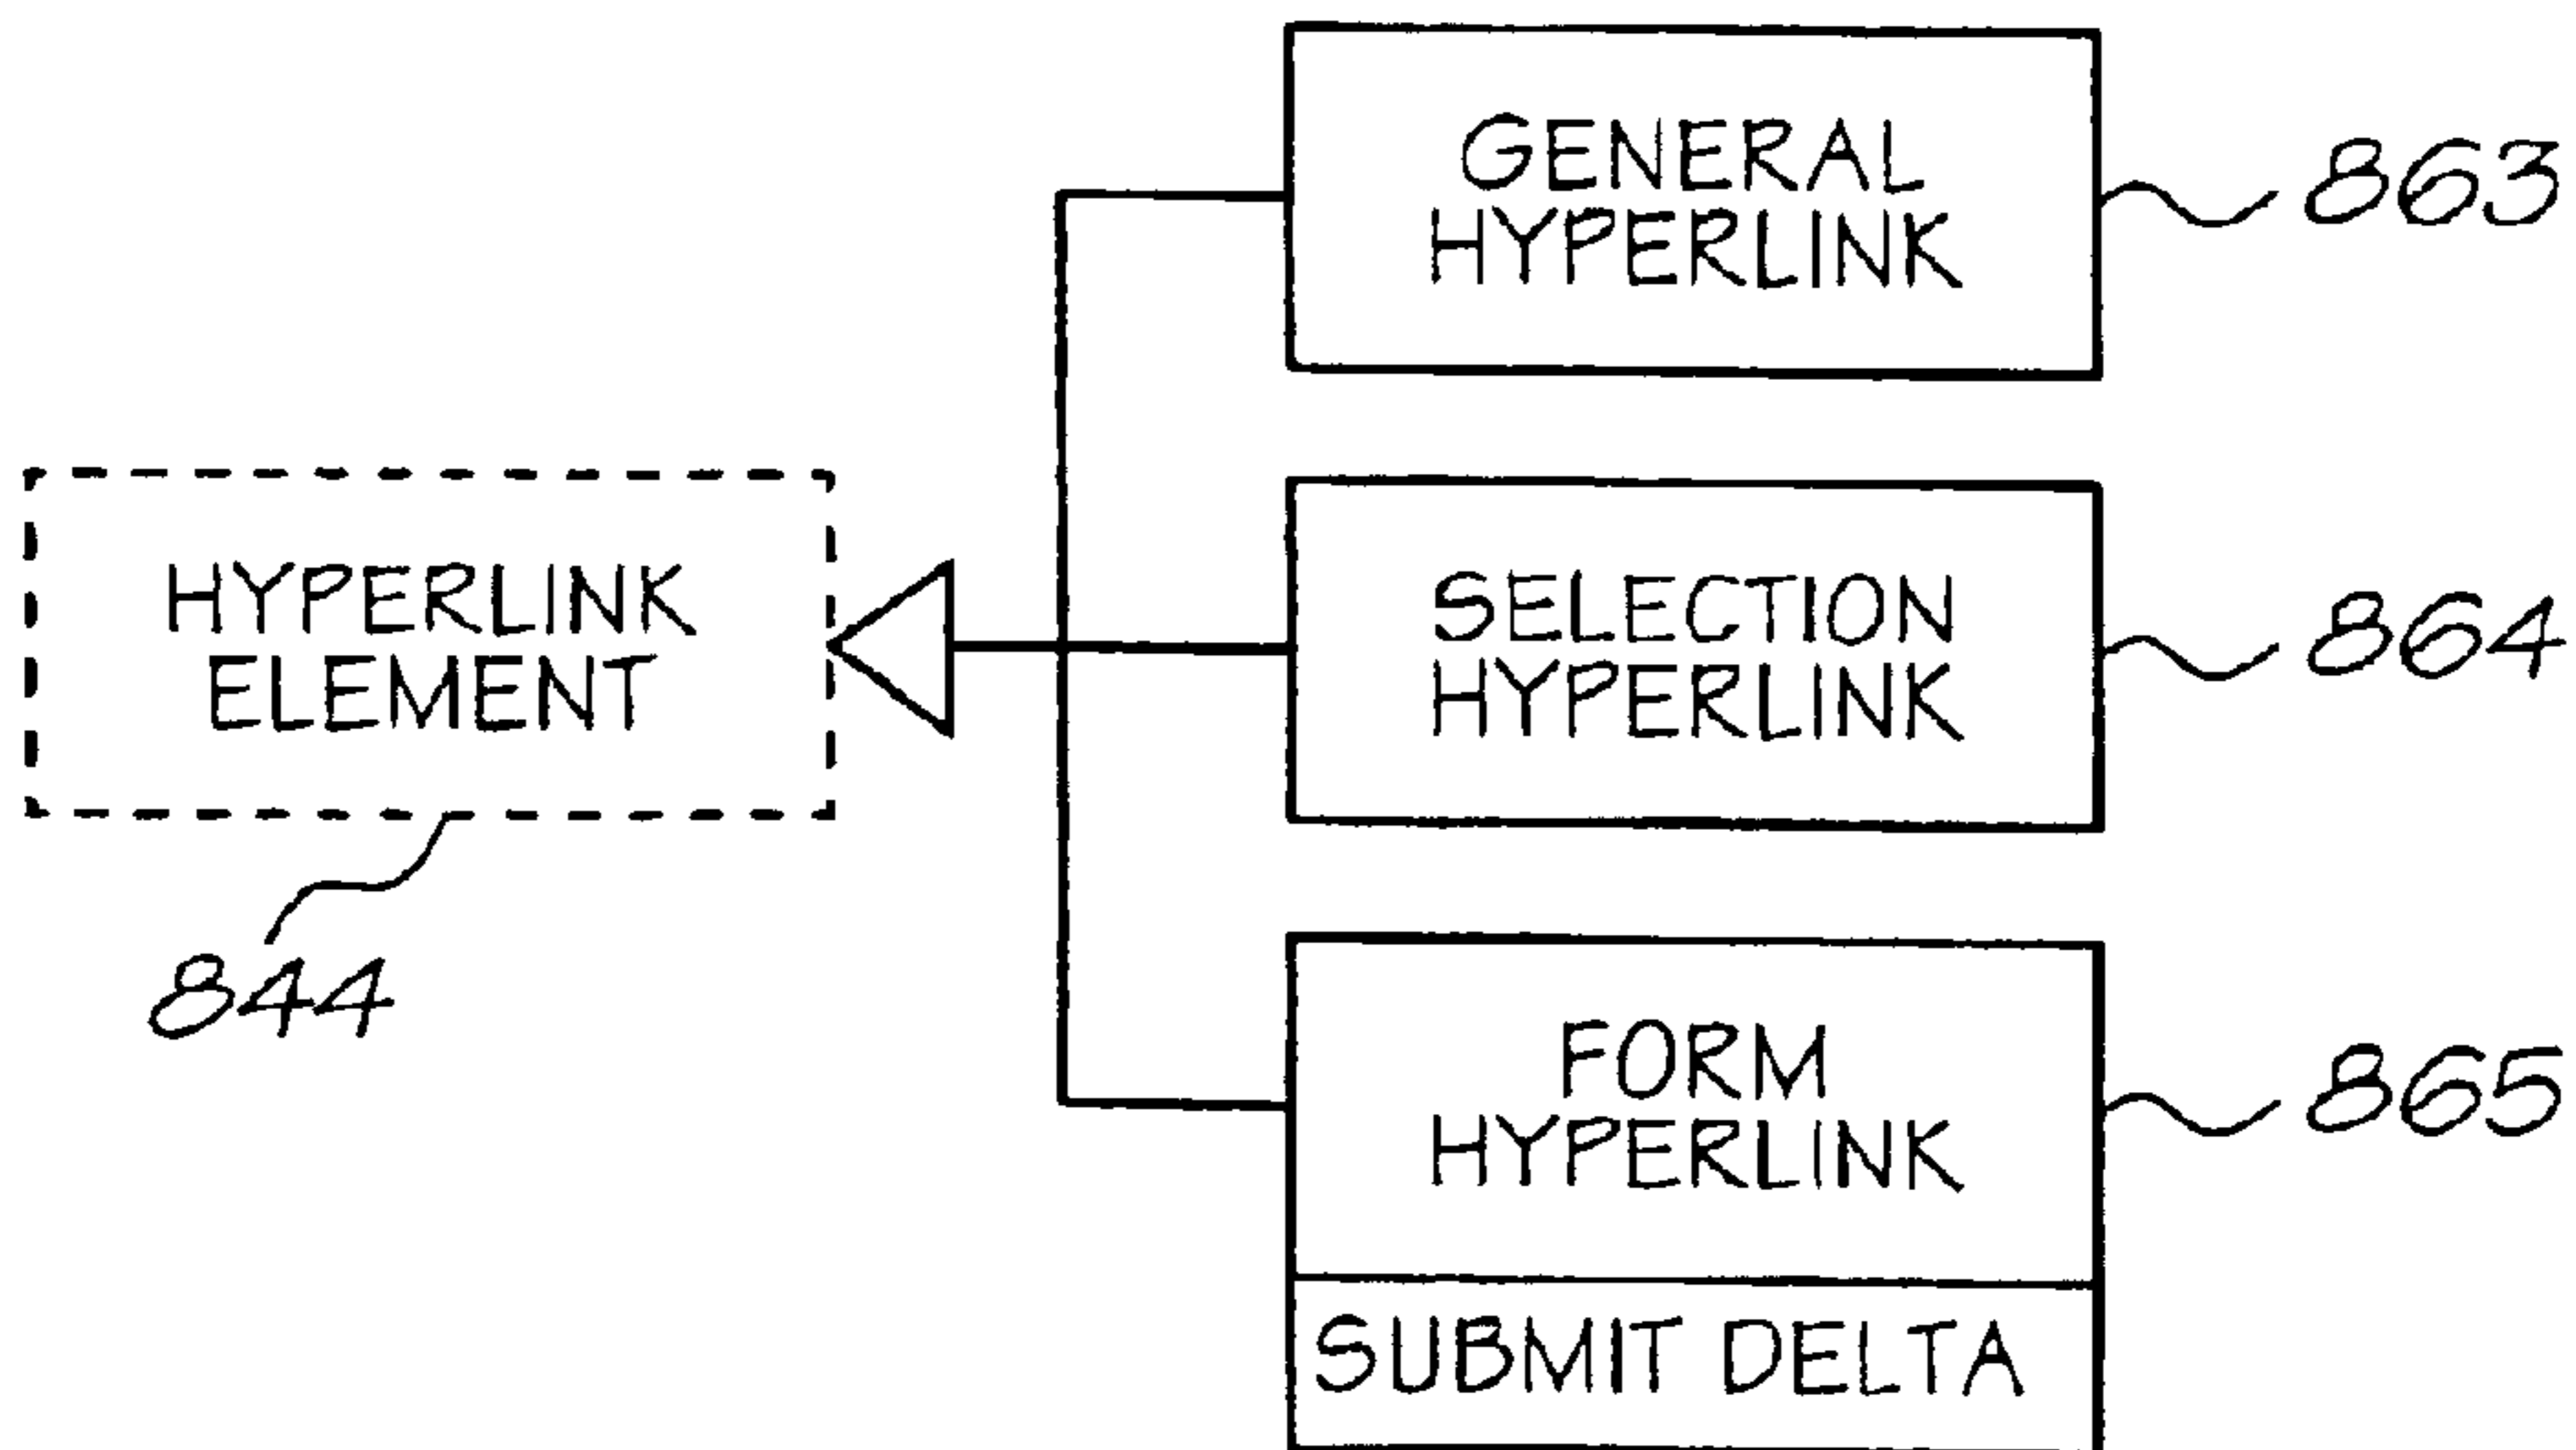 GENERAL
HYPERLINK
863
HYPERLINK
ELEMENT
844
SELECTION
HYPERLINK
864
FORM
HYPERLINK
865
SUBMIT DELTA